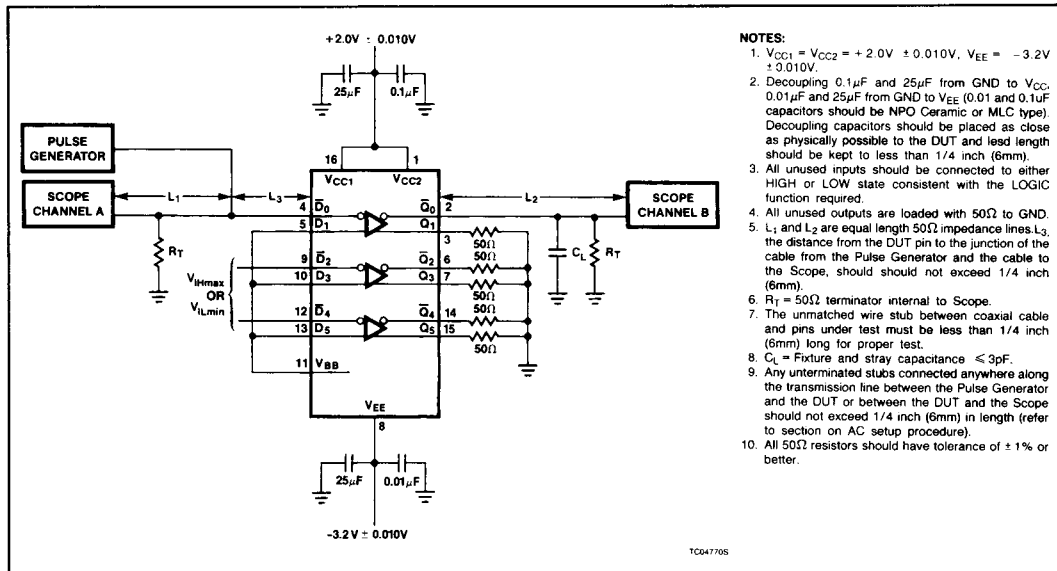 +2.0V ± 0.010V
25µF
0.1µF
PULSE
GENERATOR
SCOPE
CHANNEL A
L1
L3
RT
16
1
VCC1
VCC2
4
D̅0
Q̅0
2
5
D1
Q1
3
9
D̅2
Q̅2
6
10
D3
Q3
7
12
D̅4
Q̅4
14
13
D5
Q5
15
11
VBB
VEE
8
VIHmax
OR
VILmin
50Ω
50Ω
50Ω
50Ω
50Ω
L2
SCOPE
CHANNEL B
CL
RT
25µF
0.01µF
-3.2V ± 0.010V
TC04770S
NOTES:
1. VCC1 = VCC2 = +2.0V ±0.010V, VEE = -3.2V
±0.010V.
2. Decoupling 0.1µF and 25µF from GND to VCC,
0.01µF and 25µF from GND to VEE (0.01 and 0.1uF
capacitors should be NPO Ceramic or MLC type).
Decoupling capacitors should be placed as close
as physically possible to the DUT and lesd length
should be kept to less than 1/4 inch (6mm).
3. All unused inputs should be connected to either
HIGH or LOW state consistent with the LOGIC
function required.
4. All unused outputs are loaded with 50Ω to GND.
5. L1 and L2 are equal length 50Ω impedance lines. L3,
the distance from the DUT pin to the junction of the
cable from the Pulse Generator and the cable to
the Scope, should should not exceed 1/4 inch
(6mm).
6. RT = 50Ω terminator internal to Scope.
7. The unmatched wire stub between coaxial cable
and pins under test must be less than 1/4 inch
(6mm) long for proper test.
8. CL = Fixture and stray capacitance ≤ 3pF.
9. Any unterminated stubs connected anywhere along
the transmission line between the Pulse Generator
and the DUT or between the DUT and the Scope
should not exceed 1/4 inch (6mm) in length (refer
to section on AC setup procedure).
10. All 50Ω resistors should have tolerance of ±1% or
better.